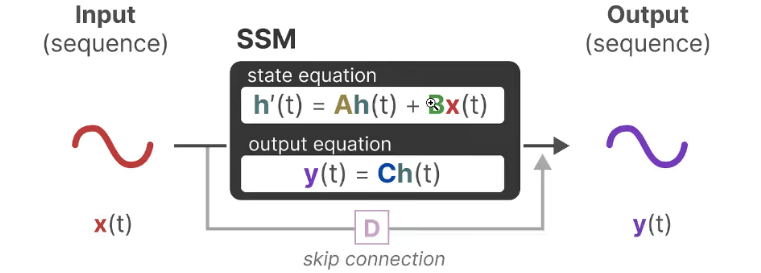 Input
(sequence)
SSM
Output
(sequence)
state equation
h′(t) = Ah(t) + Bx(t)
output equation
y(t) = Ch(t)
x(t)
D
y(t)
skip connection